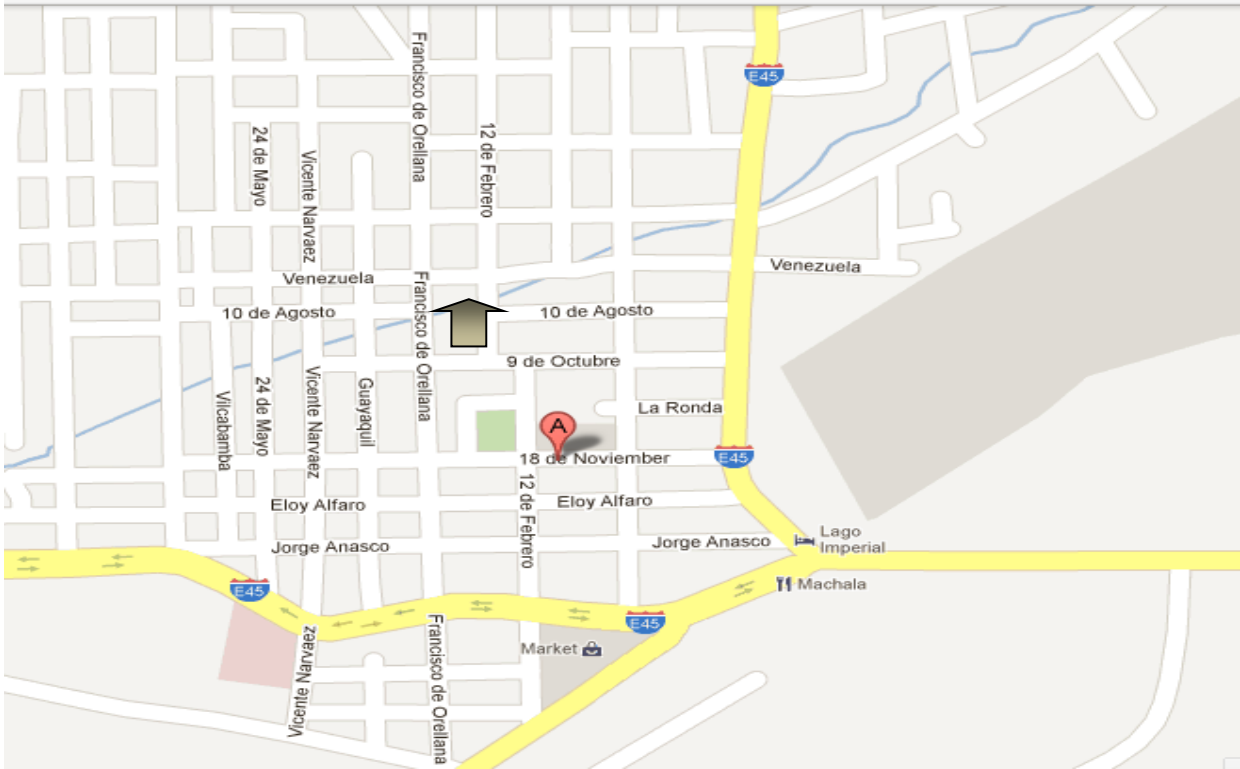 E45
Francisco de Orellana
24 de Mayo
12 de Febrero
Vicente Narvaez
Venezuela
Venezuela
Francisco de Orellana
10 de Agosto
10 de Agosto
9 de Octubre
24 de Mayo
Vicente Narvaez
Guayaquil
Vilcabamba
La Ronda
A
18 de Noviember
E45
12 de Febrero
Eloy Alfaro
Eloy Alfaro
Jorge Anasco
Jorge Anasco
Lago
Imperial
Machala
E45
E45
Market
Vicente Narvaez
Francisco de Orellana